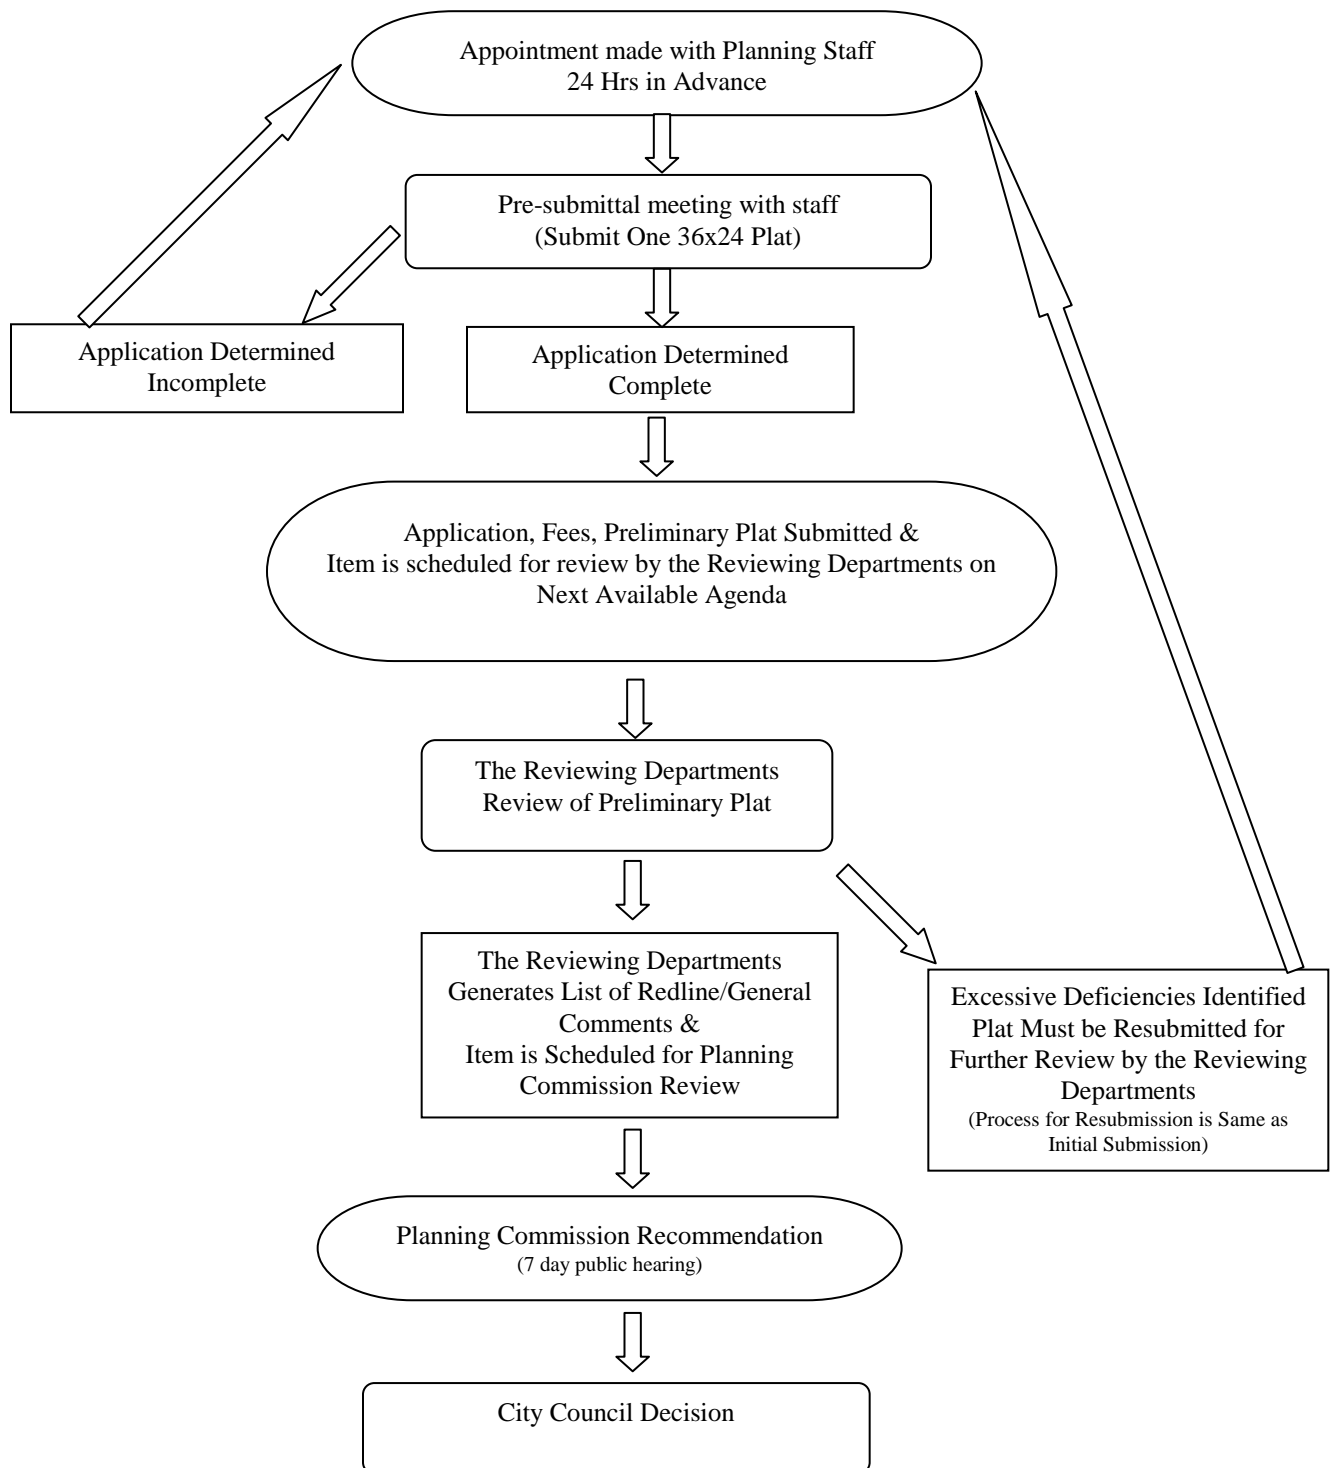 Appointment made with Planning Staff
24 Hrs in Advance
Pre-submittal meeting with staff
(Submit One 36x24 Plat)
Application Determined
Incomplete
Application Determined
Complete
Application, Fees, Preliminary Plat Submitted &
Item is scheduled for review by the Reviewing Departments on
Next Available Agenda
The Reviewing Departments
Review of Preliminary Plat
The Reviewing Departments
Generates List of Redline/General
Comments &
Item is Scheduled for Planning
Commission Review
Excessive Deficiencies Identified
Plat Must be Resubmitted for
Further Review by the Reviewing
Departments
(Process for Resubmission is Same as
Initial Submission)
Planning Commission Recommendation
(7 day public hearing)
City Council Decision